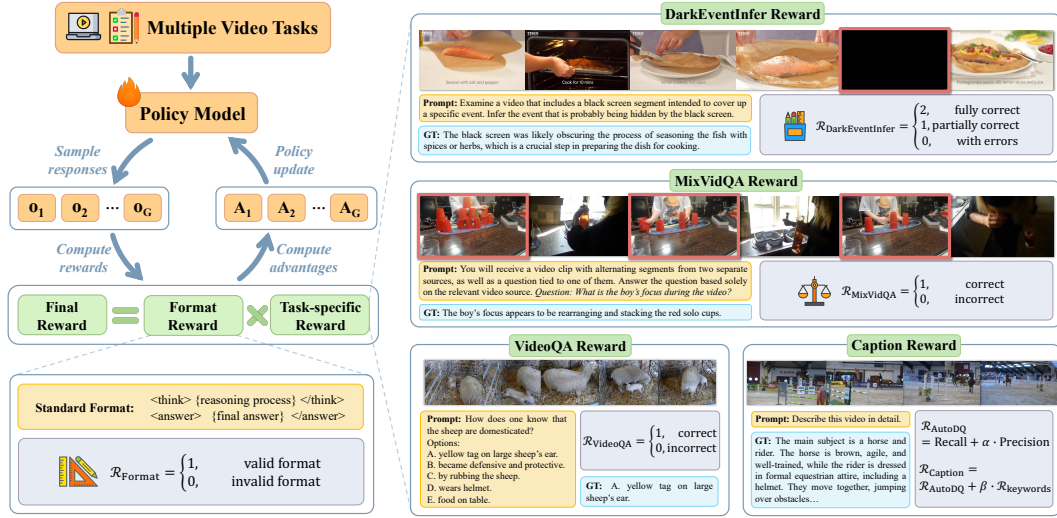 Multiple Video Tasks
Policy Model
Sample
responses
Policy
update
o1 o2 ... oG
A1 A2 ... AG
Compute
rewards
Compute
advantages
Final
Reward
=
Format
Reward
×
Task-specific
Reward
Standard Format:
<think> {reasoning process} </think>
<answer> {final answer} </answer>
R_Format = {1, valid format
0, invalid format
DarkEventInfer Reward
Season with salt and pepper
Cook for 10 mins
Prompt: Examine a video that includes a black screen segment intended to cover up
a specific event. Infer the event that is probably being hidden by the black screen.
GT: The black screen was likely obscuring the process of seasoning the fish with
spices or herbs, which is a crucial step in preparing the dish for cooking.
R_DarkEventInfer = {2, fully correct
1, partially correct
0, with errors
MixVidQA Reward
Prompt: You will receive a video clip with alternating segments from two separate
sources, as well as a question tied to one of them. Answer the question based solely
on the relevant video source. Question: What is the boy's focus during the video?
GT: The boy's focus appears to be rearranging and stacking the red solo cups.
R_MixVidQA = {1, correct
0, incorrect
VideoQA Reward
Prompt: How does one know that
the sheep are domesticated?
Options:
A. yellow tag on large sheep's ear.
B. became defensive and protective.
C. by rubbing the sheep.
D. wears helmet.
E. food on table.
R_VideoQA = {1, correct
0, incorrect
GT: A. yellow tag on large
sheep's ear.
Caption Reward
Prompt: Describe this video in detail.
GT: The main subject is a horse and
rider. The horse is brown, agile, and
well-trained, while the rider is dressed
in formal equestrian attire, including a
helmet. They move together, jumping
over obstacles…
R_AutoDQ
= Recall + α · Precision
R_Caption =
R_AutoDQ + β · R_keywords